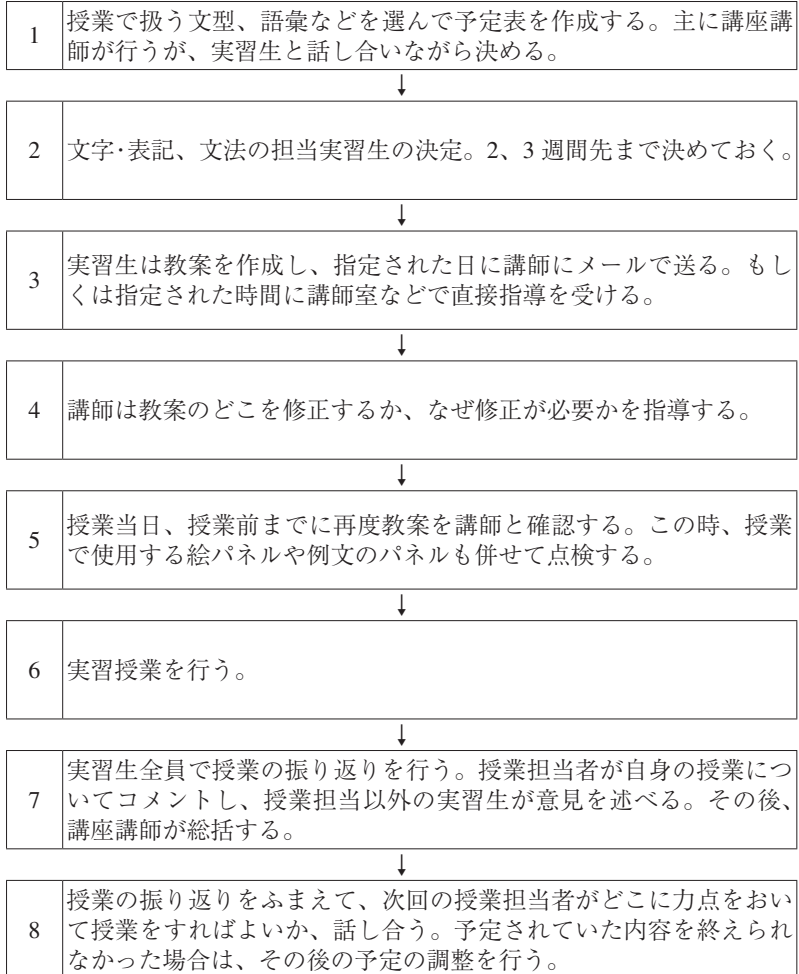 1
授業で扱う文型、語彙などを選んで予定表を作成する。主に講座講
師が行うが、実習生と話し合いながら決める。
↓
2
文字・表記、文法の担当実習生の決定。2、3 週間先まで決めておく。
↓
3
実習生は教案を作成し、指定された日に講師にメールで送る。もし
くは指定された時間に講師室などで直接指導を受ける。
↓
4
講師は教案のどこを修正するか、なぜ修正が必要かを指導する。
↓
5
授業当日、授業前までに再度教案を講師と確認する。この時、授業
で使用する絵パネルや例文のパネルも併せて点検する。
↓
6
実習授業を行う。
↓
7
実習生全員で授業の振り返りを行う。授業担当者が自身の授業につ
いてコメントし、授業担当以外の実習生が意見を述べる。その後、
講座講師が総括する。
↓
8
授業の振り返りをふまえて、次回の授業担当者がどこに力点をおい
て授業をすればよいか、話し合う。予定されていた内容を終えられ
なかった場合は、その後の予定の調整を行う。